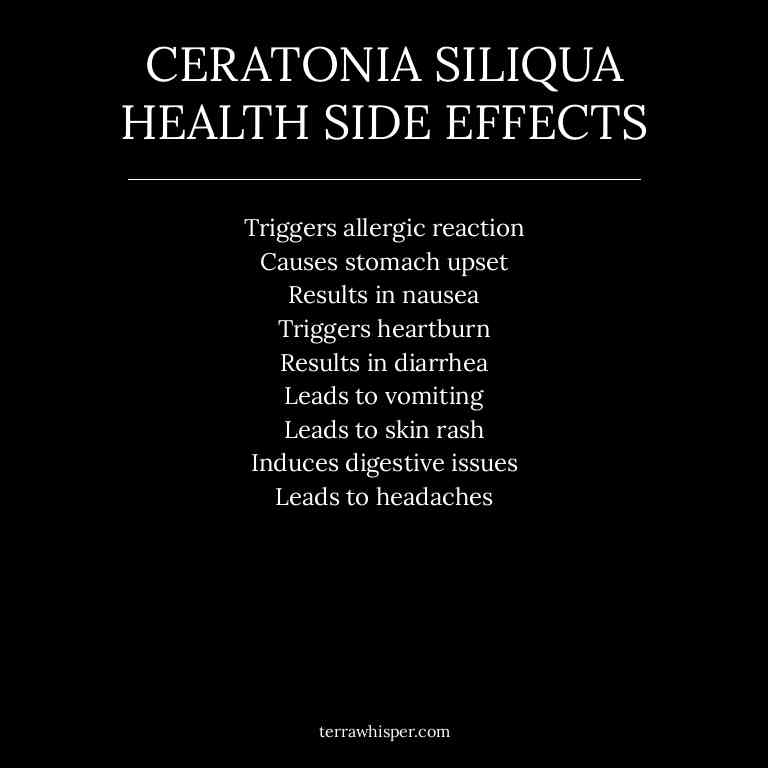 CERATONIA SILIQUA
HEALTH SIDE EFFECTS
Triggers allergic reaction
Causes stomach upset
Results in nausea
Triggers heartburn
Results in diarrhea
Leads to vomiting
Leads to skin rash
Induces digestive issues
Leads to headaches
terrawhisper.com